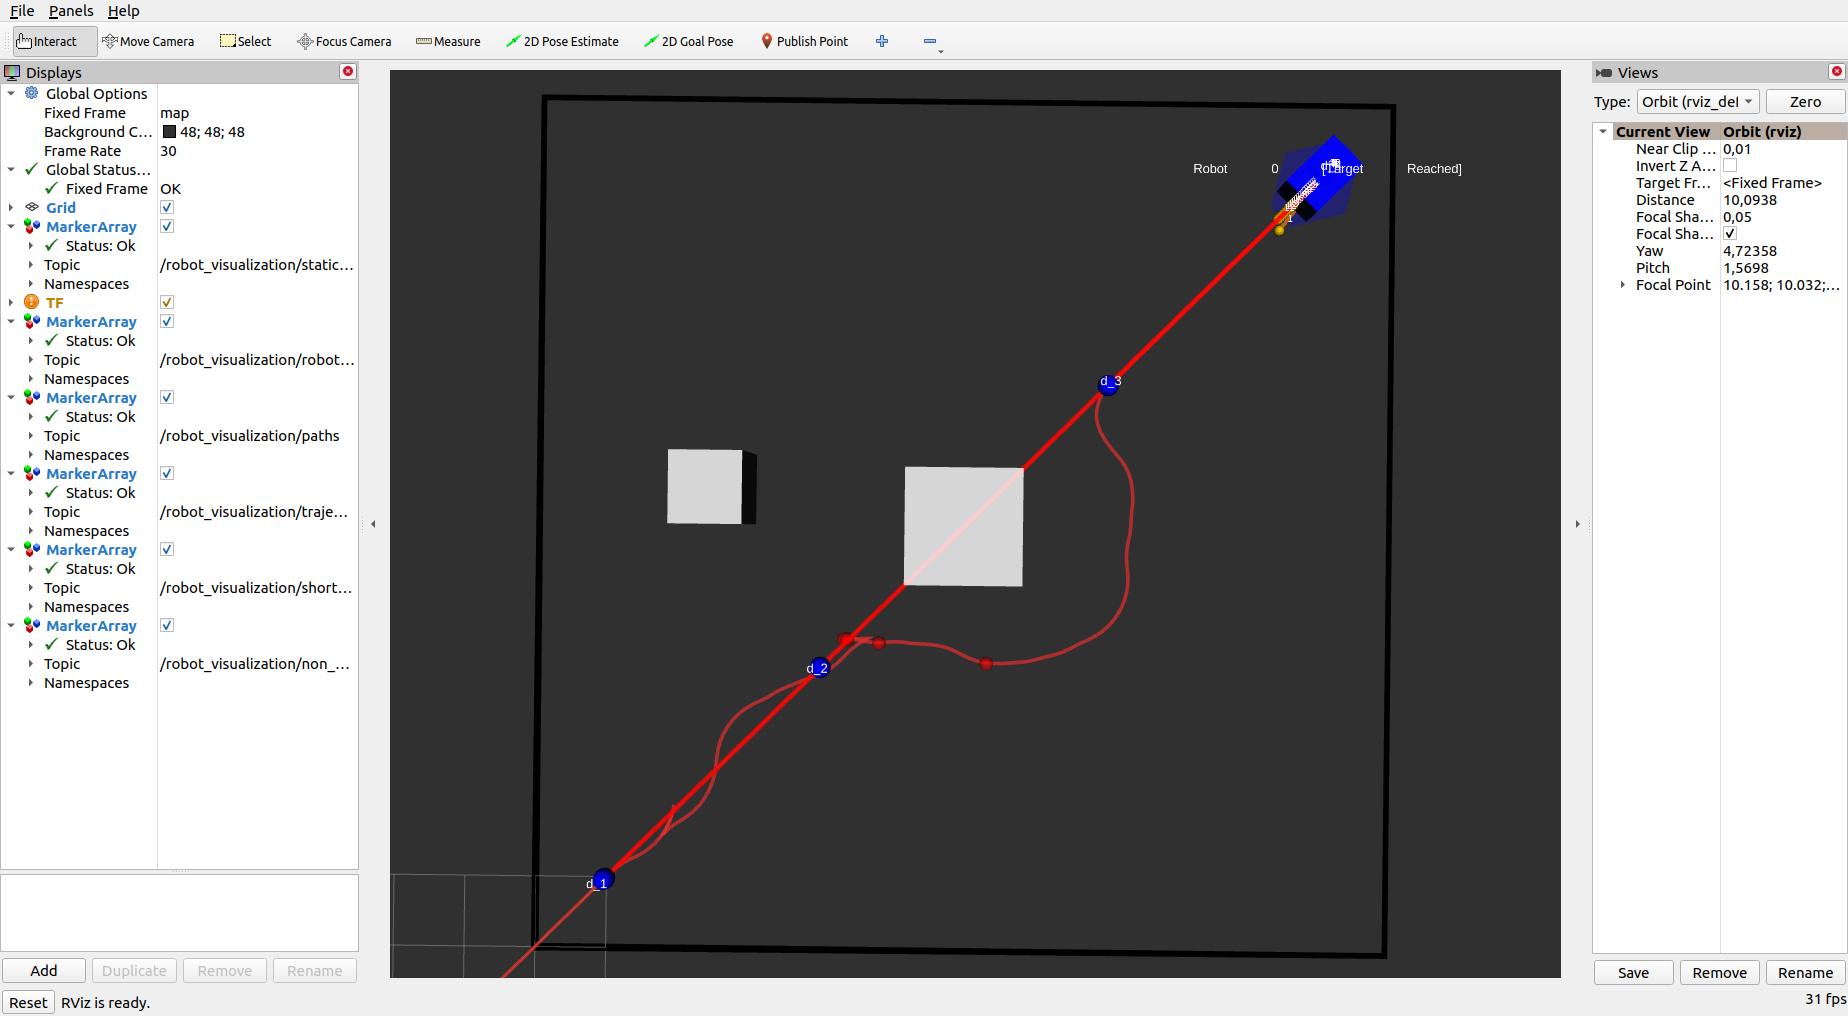 File Panels Help
Interact Move Camera Select Focus Camera Measure 2D Pose Estimate 2D Goal Pose Publish Point
Displays
Global Options
Fixed Frame map
Background C... 48; 48; 48
Frame Rate 30
Global Status...
Fixed Frame OK
Grid
MarkerArray
Status: Ok
Topic /robot_visualization/static...
Namespaces
TF
MarkerArray
Status: Ok
Topic /robot_visualization/robot...
Namespaces
MarkerArray
Status: Ok
Topic /robot_visualization/paths
Namespaces
MarkerArray
Status: Ok
Topic /robot_visualization/traje...
Namespaces
MarkerArray
Status: Ok
Topic /robot_visualization/short...
Namespaces
MarkerArray
Status: Ok
Topic /robot_visualization/non_...
Namespaces
Add Duplicate Remove Rename
Reset RViz is ready.
Robot 0 [Target Reached]
1
d_3
d_2
d_1
Views
Type: Orbit (rviz_def Zero
Current View Orbit (rviz)
Near Clip ... 0,01
Invert Z A...
Target Fr... <Fixed Frame>
Distance 10,0938
Focal Sha... 0,05
Focal Sha...
Yaw 4,72358
Pitch 1,5698
Focal Point 10.158; 10.032;...
Save Remove Rename
31 fps